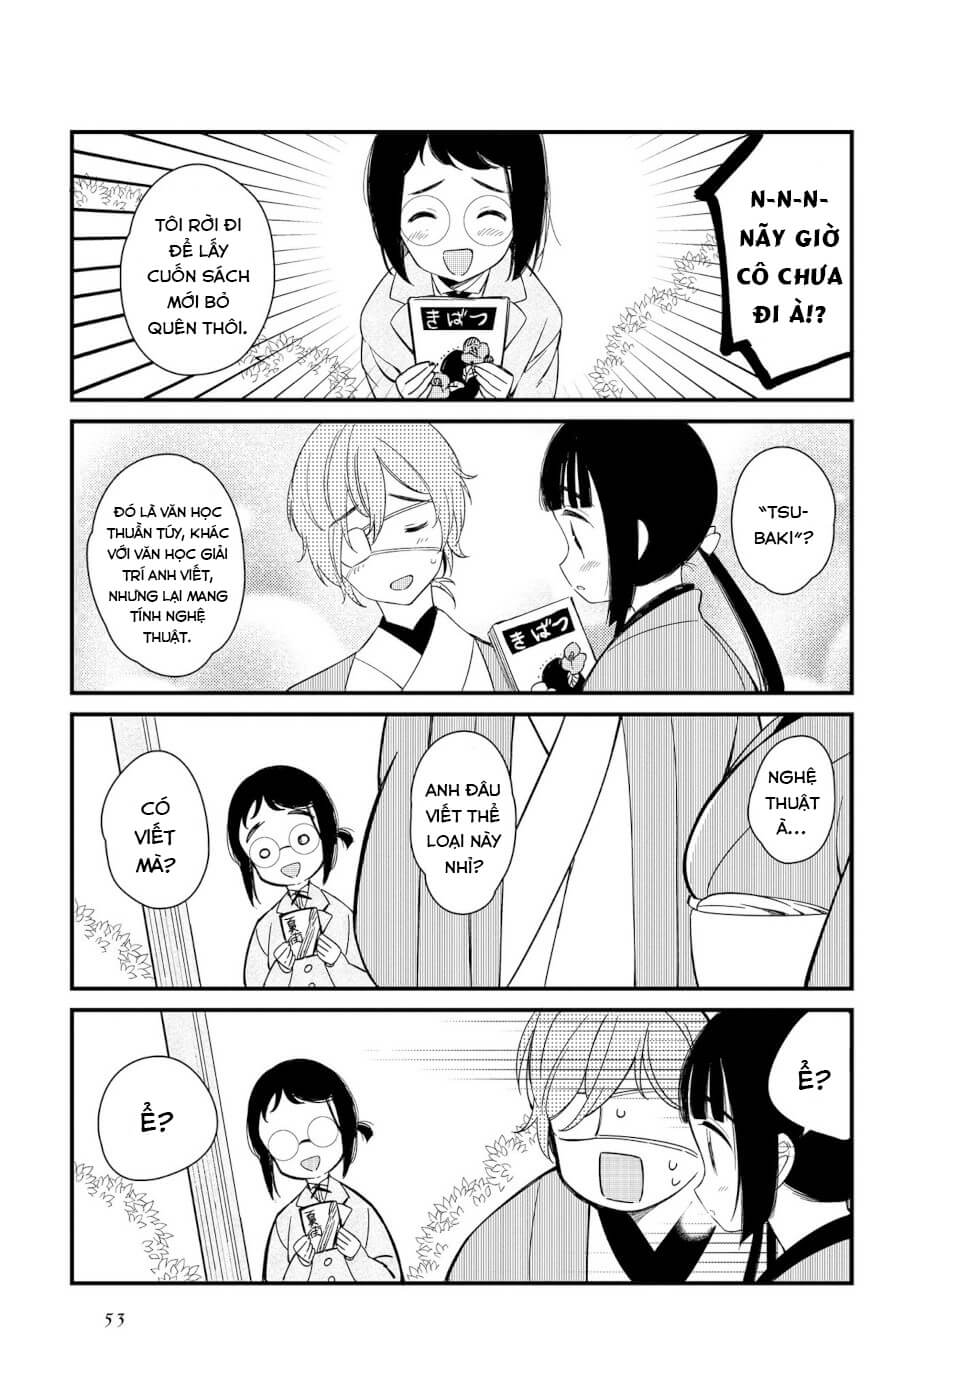 N-N-N-
NÃY GIỜ
CÔ CHƯA
ĐI À!?
TÔI RỜI ĐI
ĐỂ LẤY
CUỐN SÁCH
MỚI BỎ
QUÊN THÔI.
きばつ
"TSU-
BAKI"?
ĐÓ LÀ VĂN HỌC
THUẦN TÚY, KHÁC
VỚI VĂN HỌC GIẢI
TRÍ ANH VIẾT,
NHƯNG LẠI MANG
TÍNH NGHỆ
THUẬT.
きばつ
NGHỆ
THUẬT
À...
ANH ĐÂU
VIẾT THỂ
LOẠI NÀY
NHỈ?
CÓ
VIẾT
MÀ?
Ể?
Ể?
53